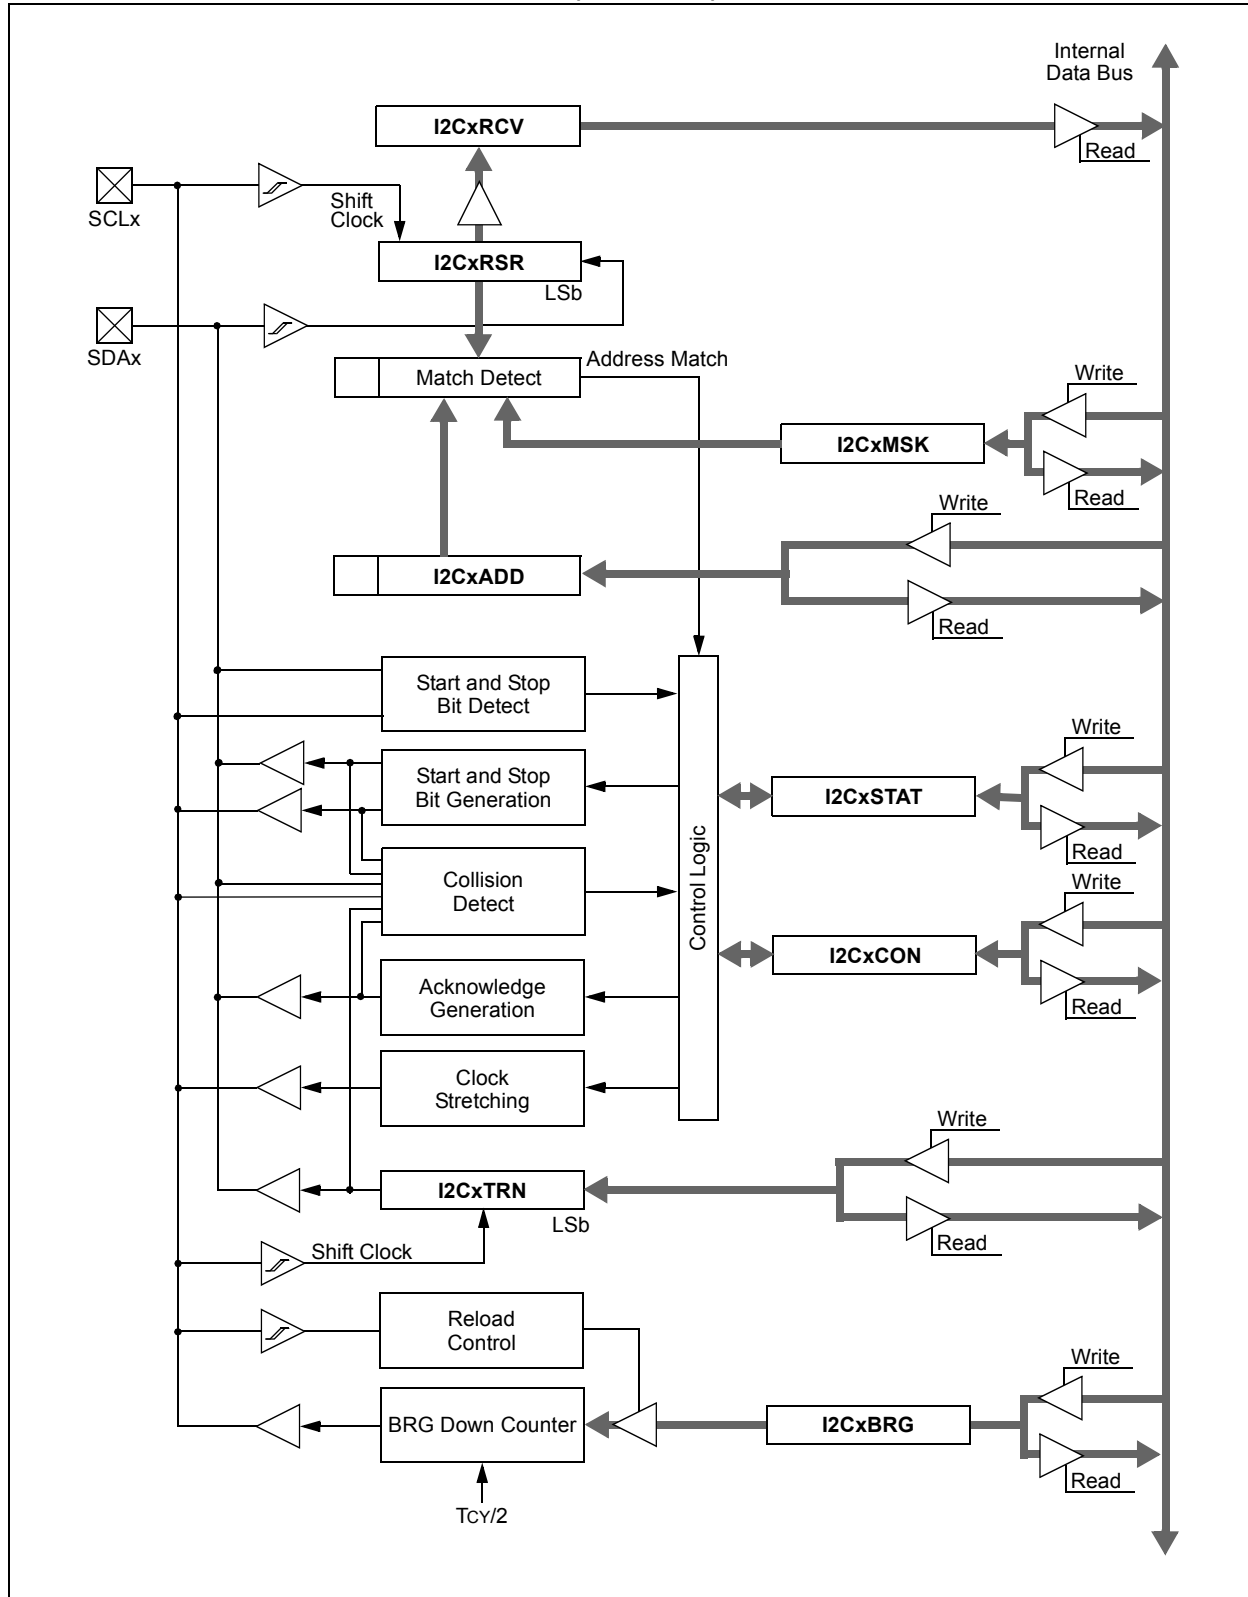 Internal
Data Bus
I2CxRCV
Read
Shift
Clock
SCLx
I2CxRSR
LSb
SDAx
Address Match
Match Detect
Write
I2CxMSK
Read
Write
I2CxADD
Read
Start and Stop
Bit Detect
Write
Start and Stop
Bit Generation
I2CxSTAT
Read
Control Logic
Collision
Detect
Write
I2CxCON
Read
Acknowledge
Generation
Clock
Stretching
Write
I2CxTRN
LSb
Read
Shift Clock
Reload
Control
Write
BRG Down Counter
I2CxBRG
Read
TCY/2